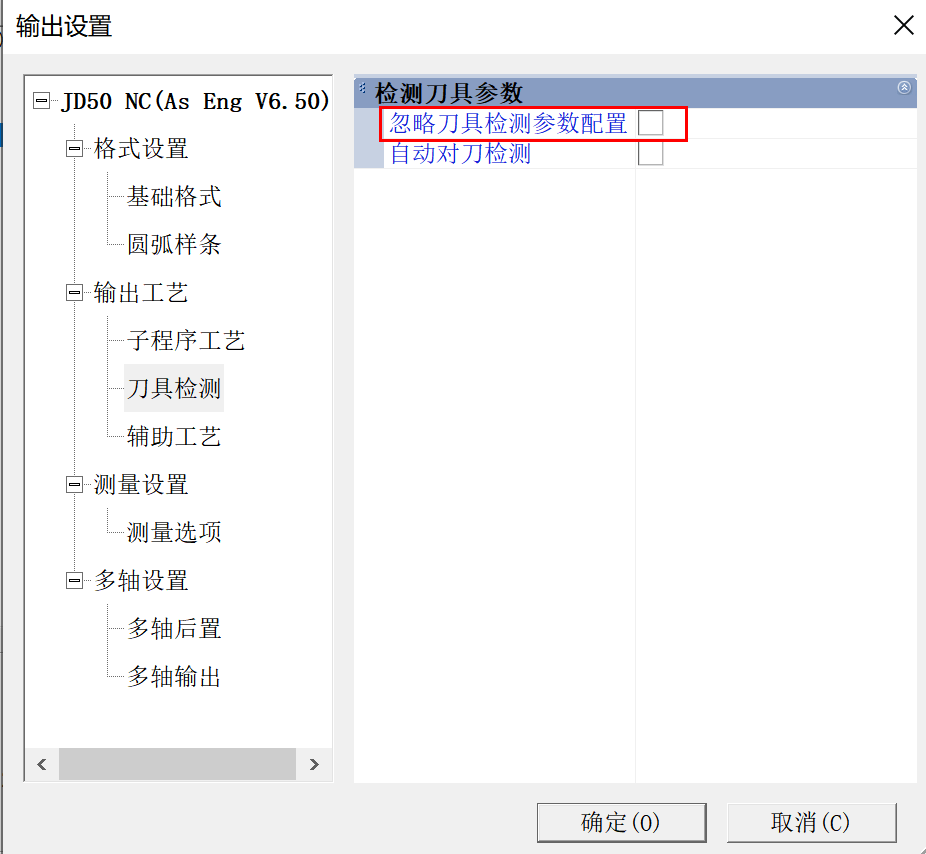 输出设置
JD50 NC(As Eng V6.50)
格式设置
基础格式
圆弧样条
输出工艺
子程序工艺
刀具检测
辅助工艺
测量设置
测量选项
多轴设置
多轴后置
多轴输出
检测刀具参数
忽略刀具检测参数配置
自动对刀检测
确定(O)
取消(C)